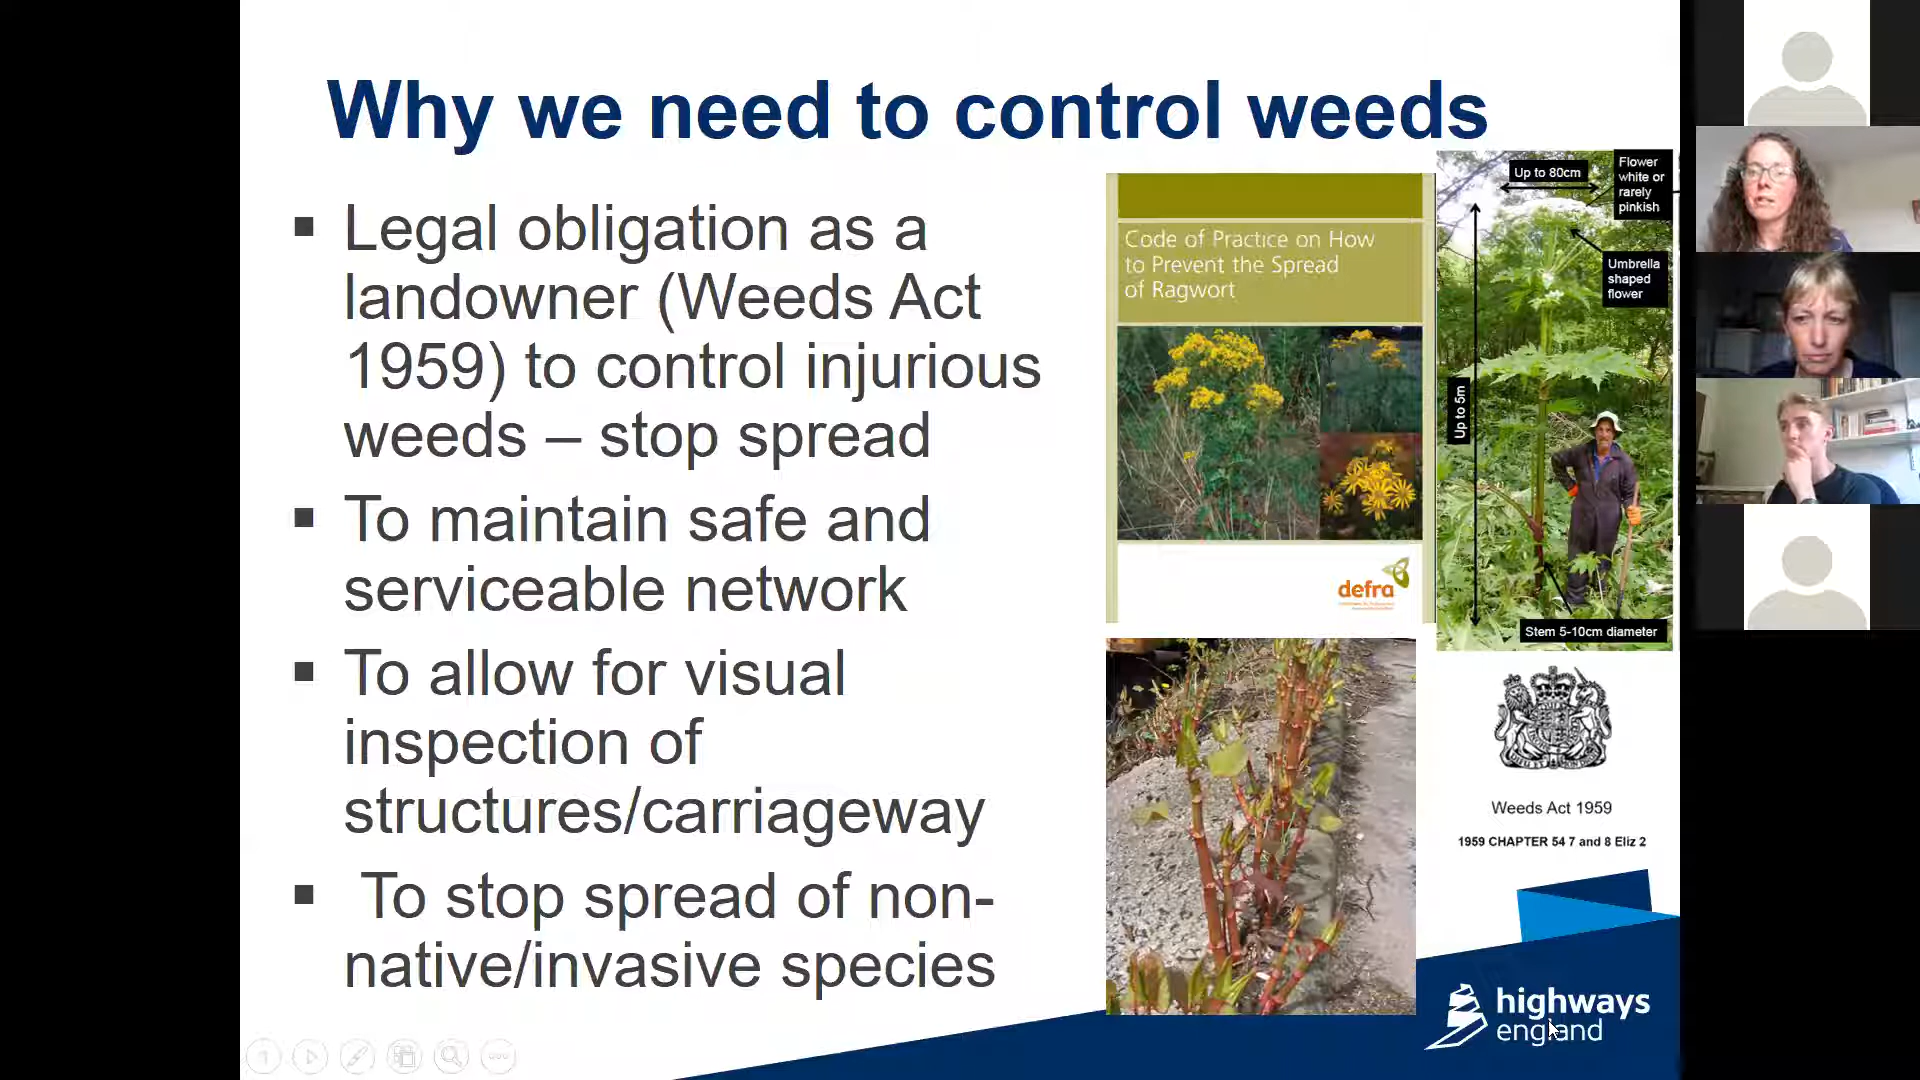 Why we need to control weeds
▪ Legal obligation as a
landowner (Weeds Act
1959) to control injurious
weeds – stop spread
▪ To maintain safe and
serviceable network
▪ To allow for visual
inspection of
structures/carriageway
▪ To stop spread of non-
native/invasive species
Code of Practice on How
to Prevent the Spread
of Ragwort
defra
Up to 80cm
Flower
white or
rarely
pinkish
Umbrella
shaped
flower
Up to 5m
Stem 5-10cm diameter
Weeds Act 1959
1959 CHAPTER 54 7 and 8 Eliz 2
highways
england